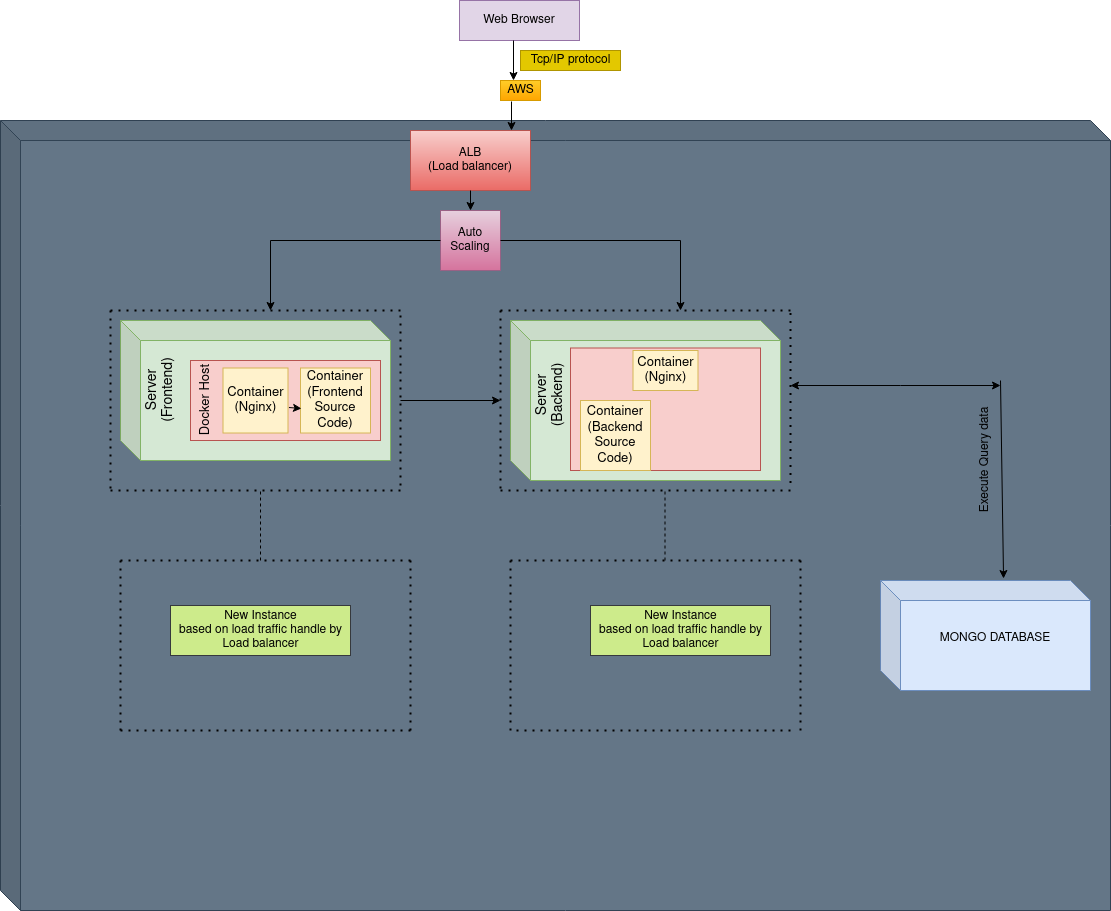 Web Browser
Tcp/IP protocol
AWS
ALB
(Load balancer)
Auto
Scaling
Server
(Frontend)
Docker Host
Container
(Nginx)
Container
(Frontend
Source
Code)
Server
(Backend)
Container
(Nginx)
Container
(Backend
Source
Code)
Execute Query data
New Instance
based on load traffic handle by
Load balancer
New Instance
based on load traffic handle by
Load balancer
MONGO DATABASE